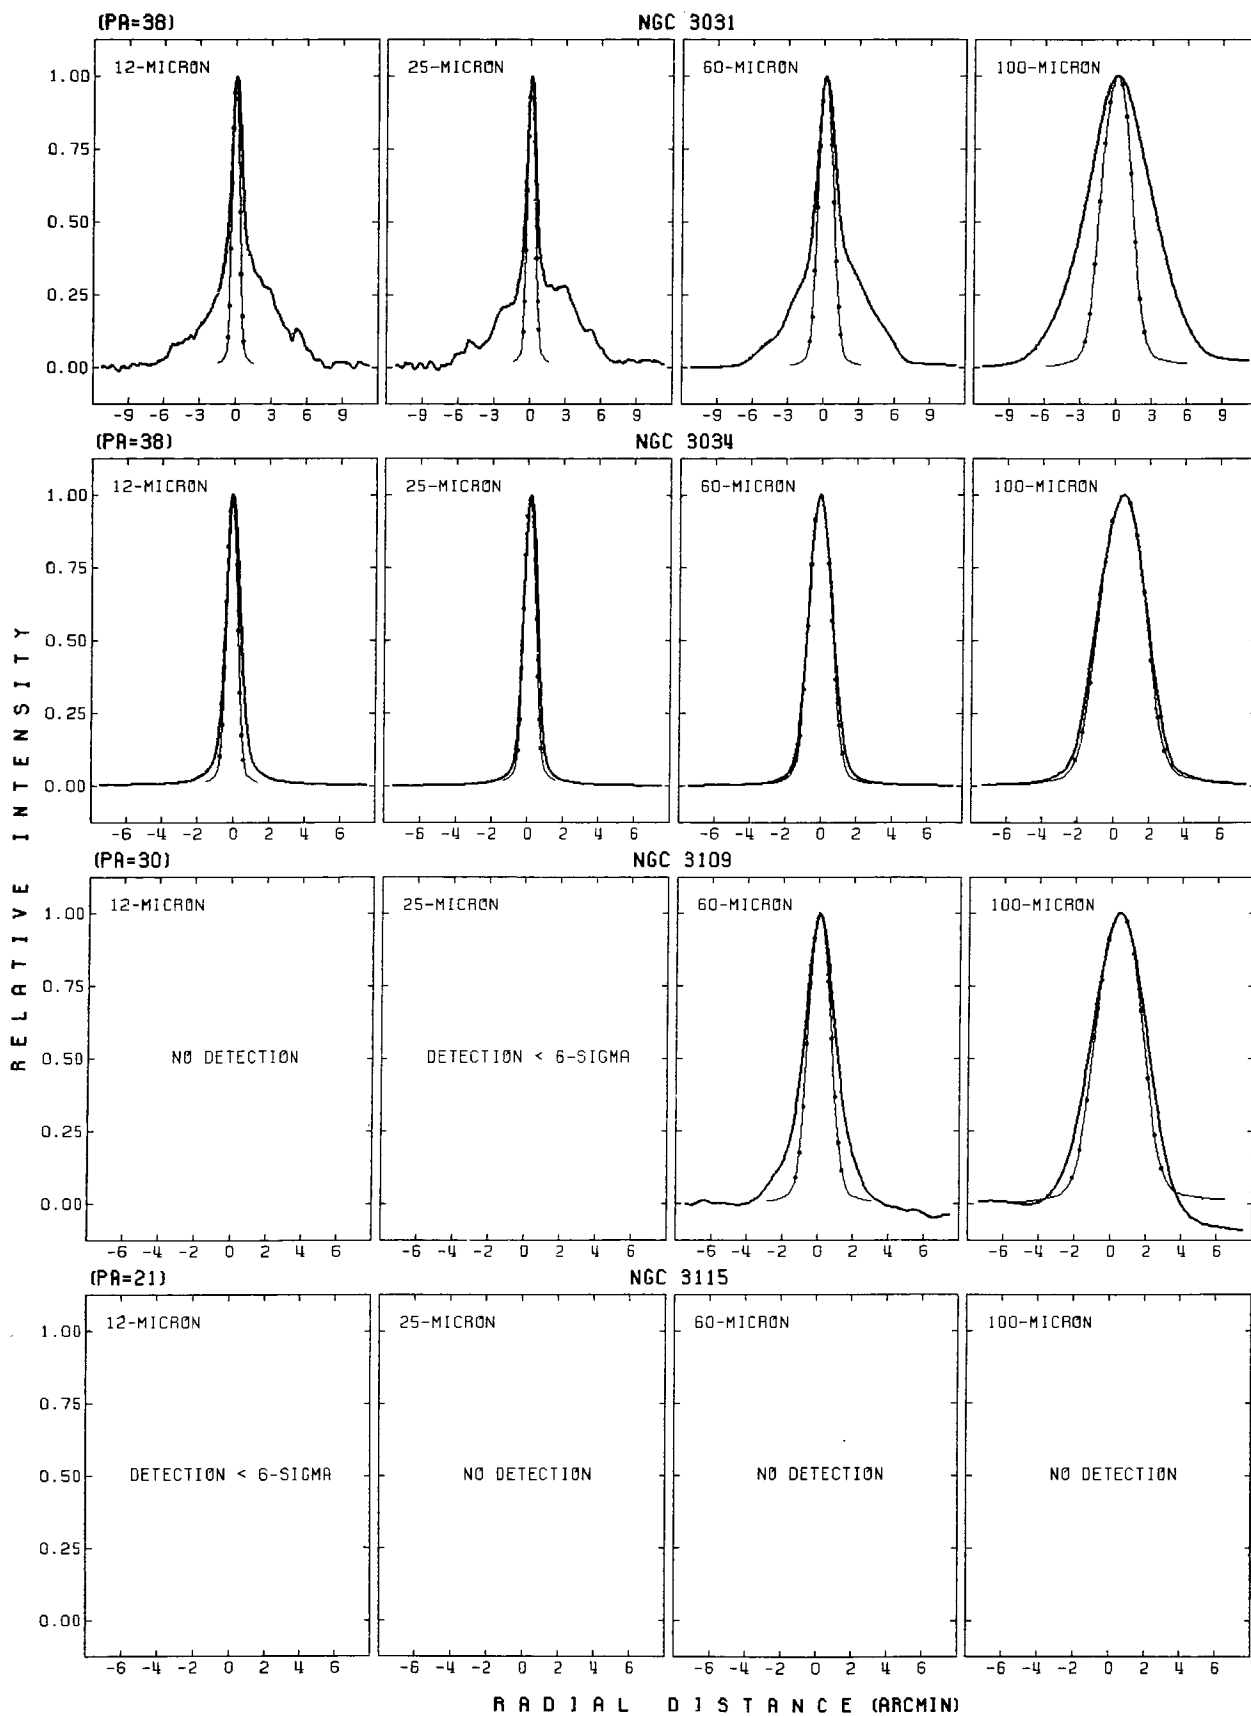 (PA=38) NGC 3031
12-MICRON 25-MICRON 60-MICRON 100-MICRON
1.00
0.75
0.50
0.25
0.00
-9 -6 -3 0 3 6 9 -9 -6 -3 0 3 6 9 -9 -6 -3 0 3 6 9 -9 -6 -3 0 3 6 9
(PA=38) NGC 3034
12-MICRON 25-MICRON 60-MICRON 100-MICRON
1.00
0.75
0.50
0.25
0.00
-6 -4 -2 0 2 4 6 -6 -4 -2 0 2 4 6 -6 -4 -2 0 2 4 6 -6 -4 -2 0 2 4 6
(PA=30) NGC 3109
12-MICRON 25-MICRON 60-MICRON 100-MICRON
1.00
0.75
NO DETECTION DETECTION < 6-SIGMA
0.50
0.25
0.00
-6 -4 -2 0 2 4 6 -6 -4 -2 0 2 4 6 -6 -4 -2 0 2 4 6 -6 -4 -2 0 2 4 6
(PA=21) NGC 3115
12-MICRON 25-MICRON 60-MICRON 100-MICRON
1.00
0.75
0.50
DETECTION < 6-SIGMA NO DETECTION NO DETECTION NO DETECTION
0.25
0.00
-6 -4 -2 0 2 4 6 -6 -4 -2 0 2 4 6 -6 -4 -2 0 2 4 6 -6 -4 -2 0 2 4 6
RELATIVE INTENSITY
RADIAL DISTANCE (ARCMIN)